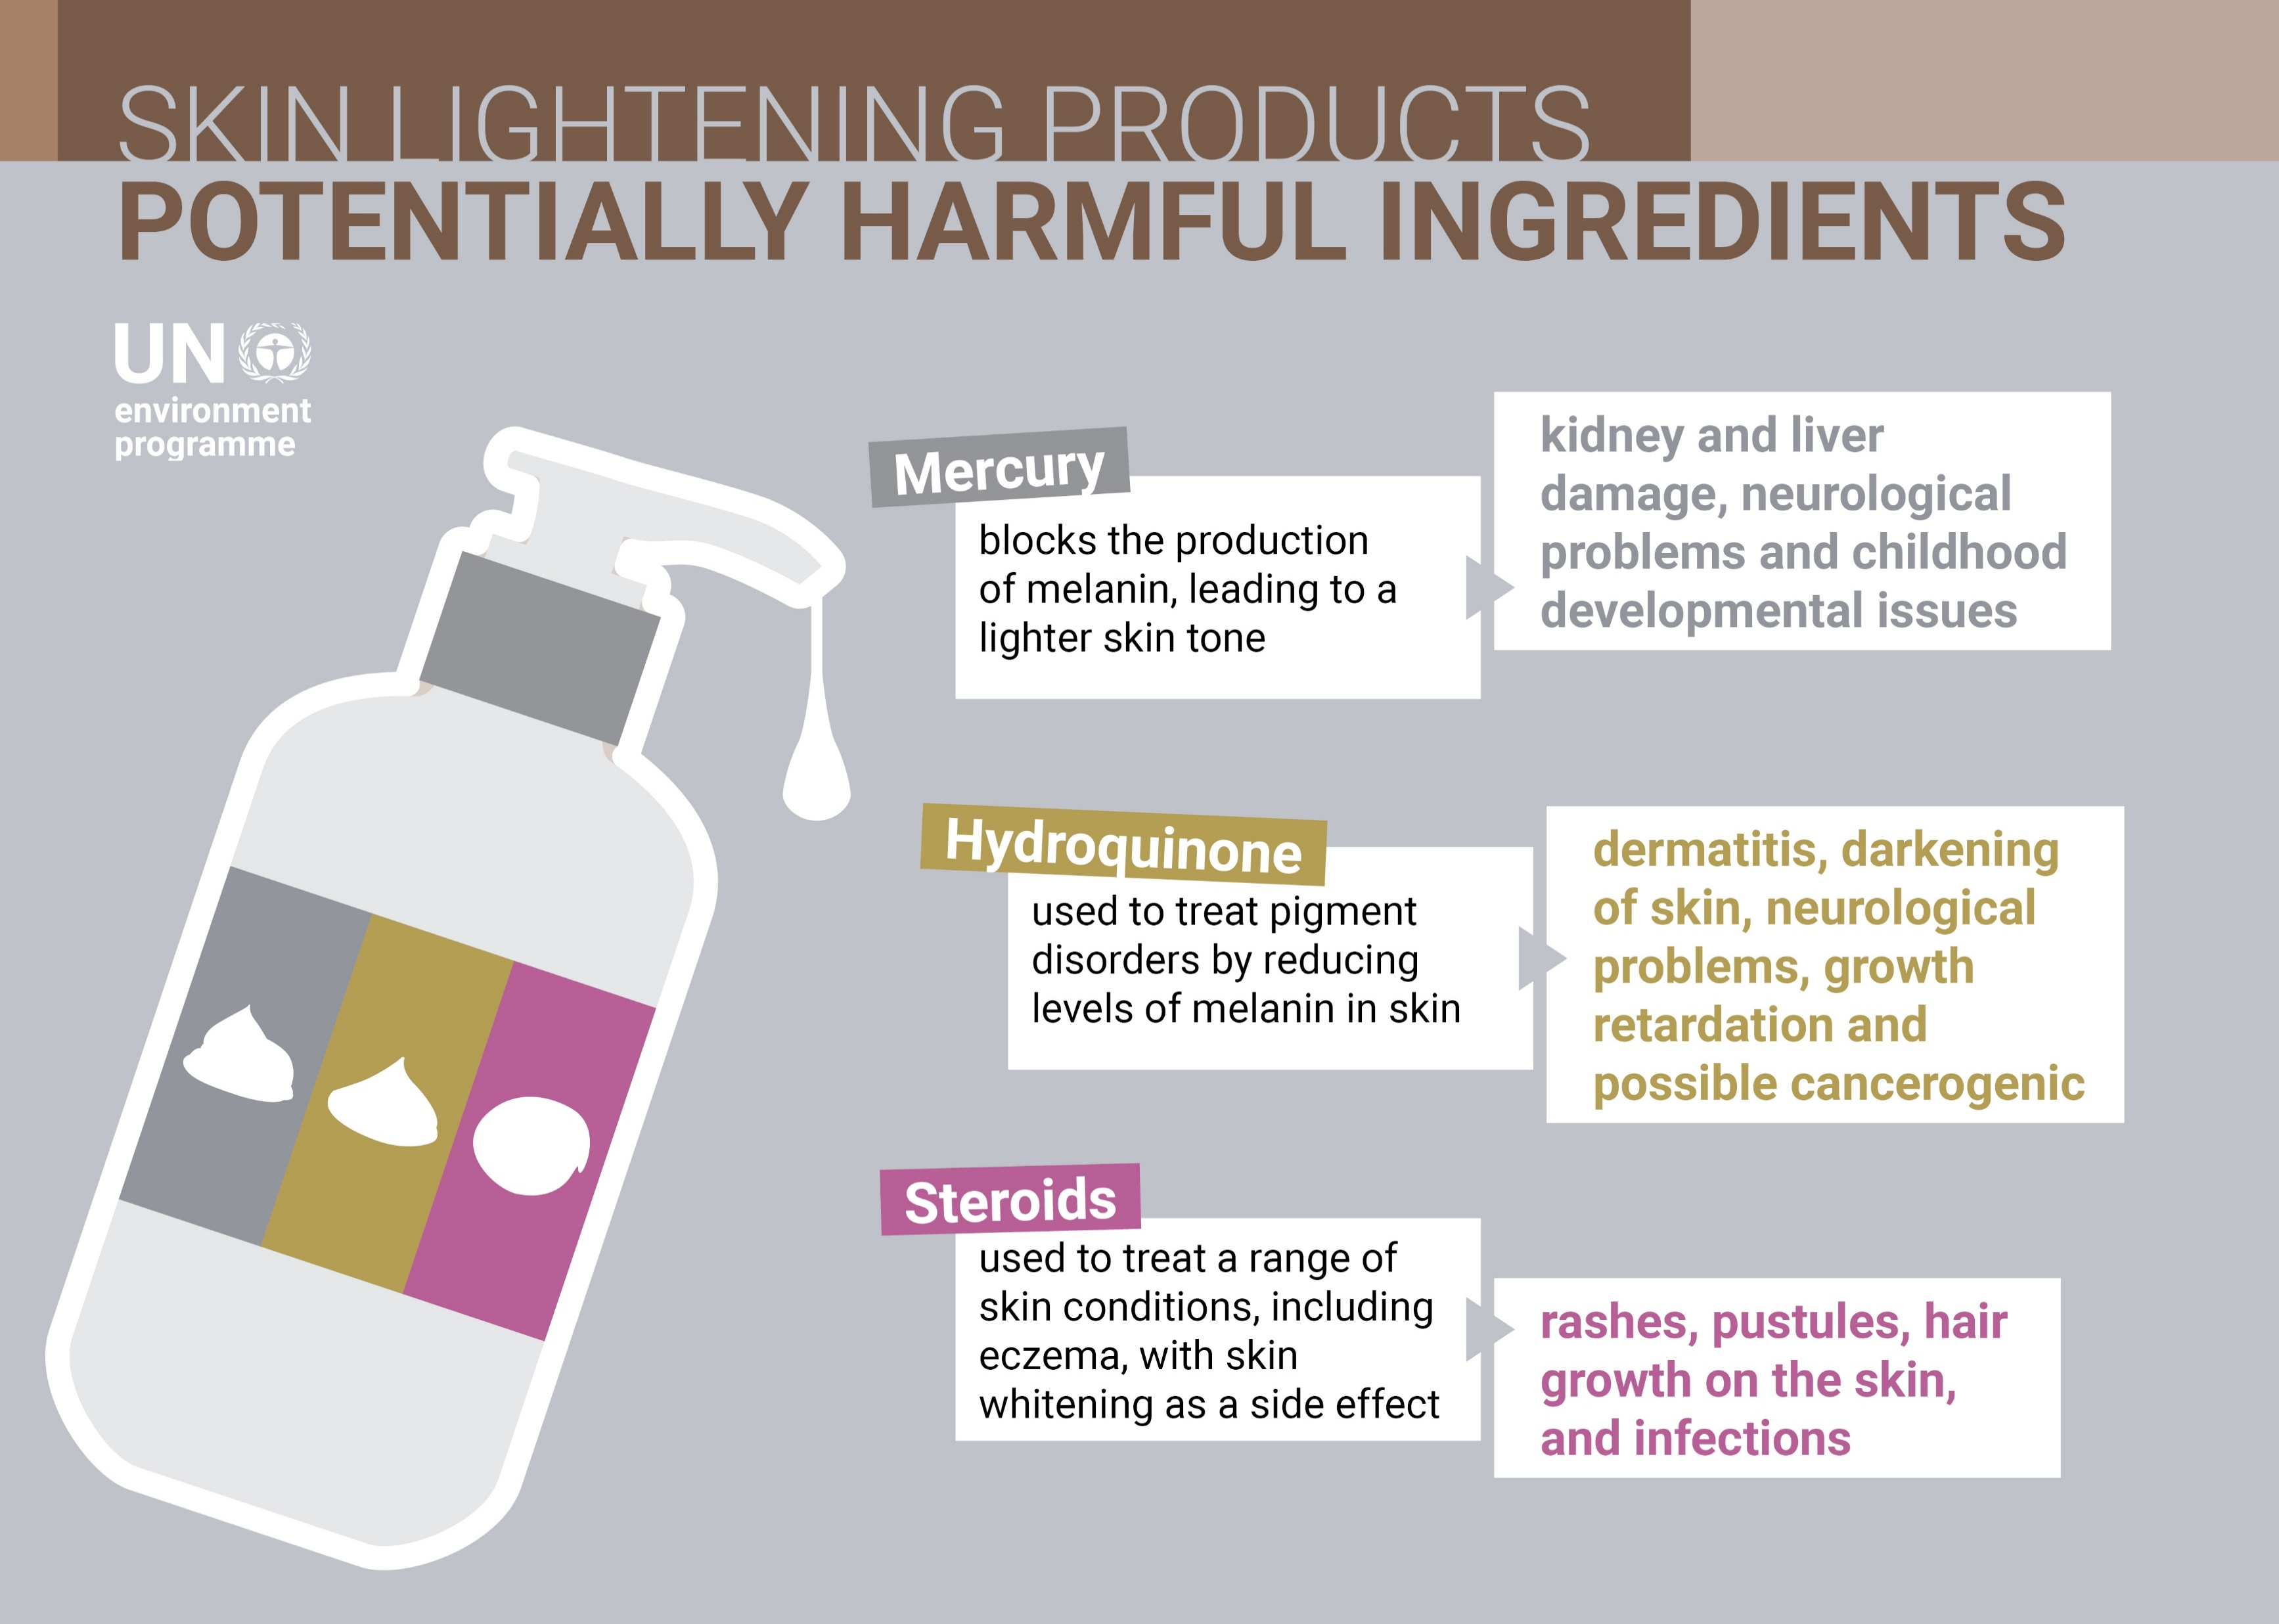 SKIN LIGHTENING PRODUCTS
POTENTIALLY HARMFUL INGREDIENTS
UN
environment
programme
Mercury
blocks the production
of melanin, leading to a
lighter skin tone
kidney and liver
damage, neurological
problems and childhood
developmental issues
Hydroquinone
used to treat pigment
disorders by reducing
levels of melanin in skin
dermatitis, darkening
of skin, neurological
problems, growth
retardation and
possible cancerogenic
Steroids
used to treat a range of
skin conditions, including
eczema, with skin
whitening as a side effect
rashes, pustules, hair
growth on the skin,
and infections